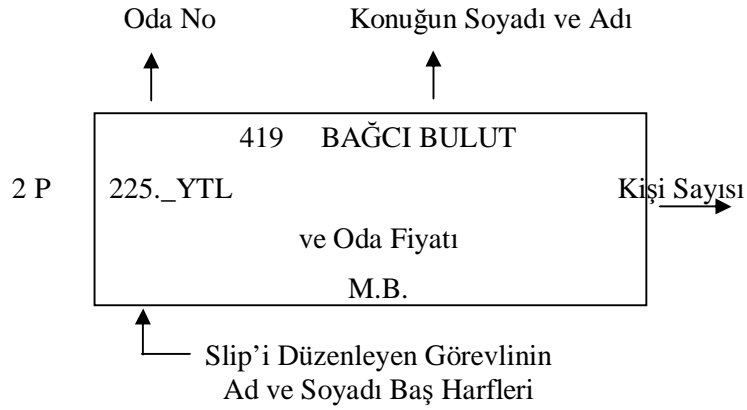 Oda No Konuğun Soyadı ve Adı
419 BAĞCI BULUT
2 P 225._YTL Kişi Sayısı
ve Oda Fiyatı
M.B.
Slip’i Düzenleyen Görevlinin
Ad ve Soyadı Baş Harfleri